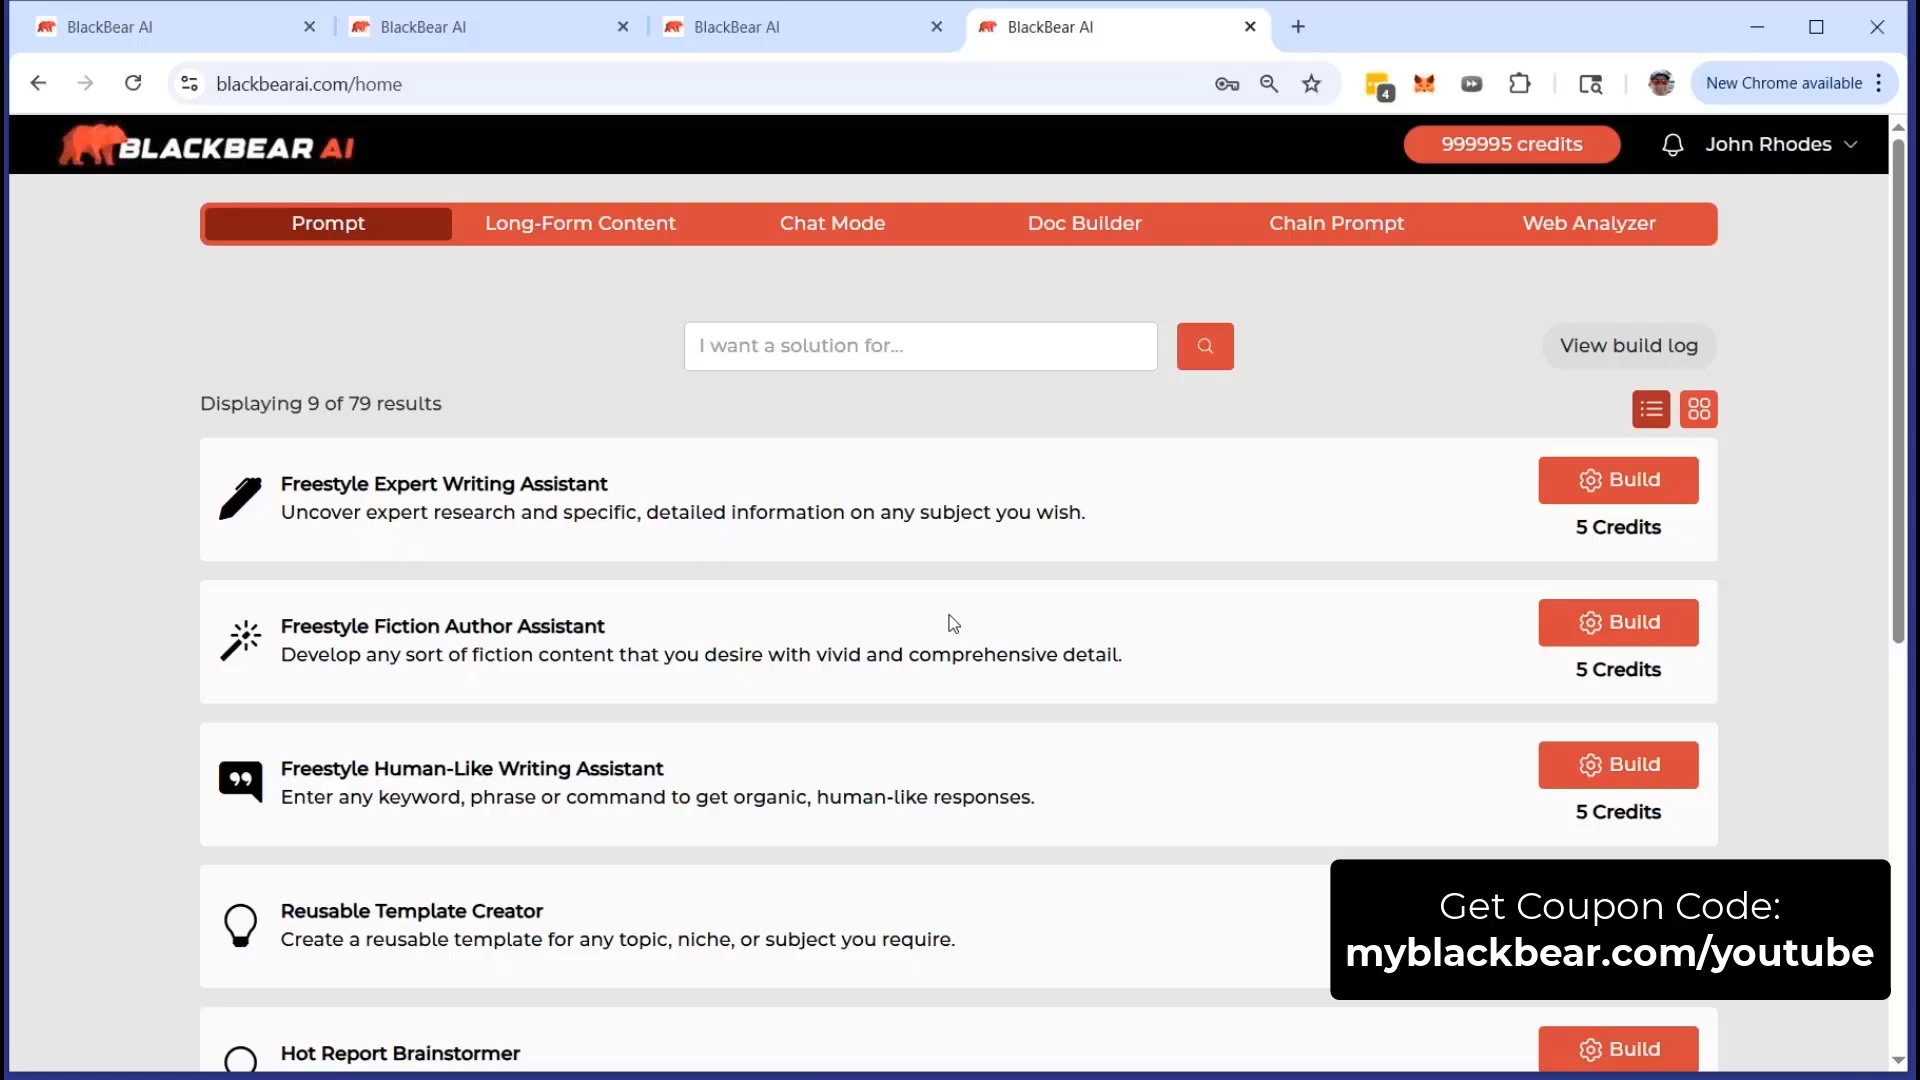 BlackBear AI
BlackBear AI
BlackBear AI
BlackBear AI
blackbearai.com/home
4
New Chrome available
BLACKBEAR AI
999995 credits
John Rhodes
Prompt
Long-Form Content
Chat Mode
Doc Builder
Chain Prompt
Web Analyzer
I want a solution for...
View build log
Displaying 9 of 79 results
Freestyle Expert Writing Assistant
Uncover expert research and specific, detailed information on any subject you wish.
Build
5 Credits
Freestyle Fiction Author Assistant
Develop any sort of fiction content that you desire with vivid and comprehensive detail.
Build
5 Credits
Freestyle Human-Like Writing Assistant
Enter any keyword, phrase or command to get organic, human-like responses.
Build
5 Credits
Reusable Template Creator
Create a reusable template for any topic, niche, or subject you require.
Get Coupon Code:
myblackbear.com/youtube
Hot Report Brainstormer
Build